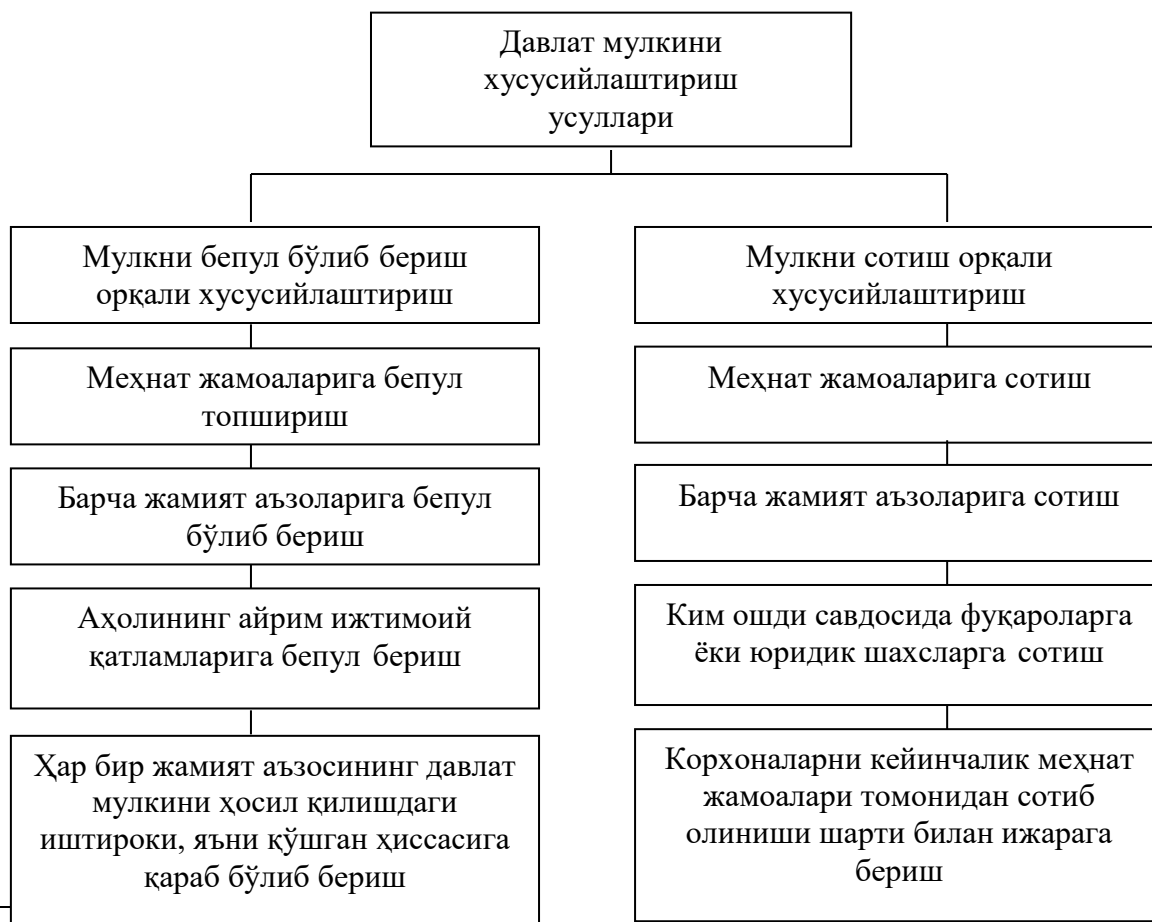 Давлат мулкини
хусусийлаштириш
усуллари
Мулкни бепул бўлиб бериш
орқали хусусийлаштириш
Меҳнат жамоаларига бепул
топшириш
Барча жамият аъзоларига бепул
бўлиб бериш
Аҳолининг айрим ижтимоий
қатламларига бепул бериш
Ҳар бир жамият аъзосининг давлат
мулкини ҳосил қилишдаги
иштироки, яъни қўшган ҳиссасига
қараб бўлиб бериш
Мулкни сотиш орқали
хусусийлаштириш
Меҳнат жамоаларига сотиш
Барча жамият аъзоларига сотиш
Ким ошди савдосида фуқароларга
ёки юридик шахсларга сотиш
Корхоналарни кейинчалик меҳнат
жамоалари томонидан сотиб
олиниши шарти билан ижарага
бериш